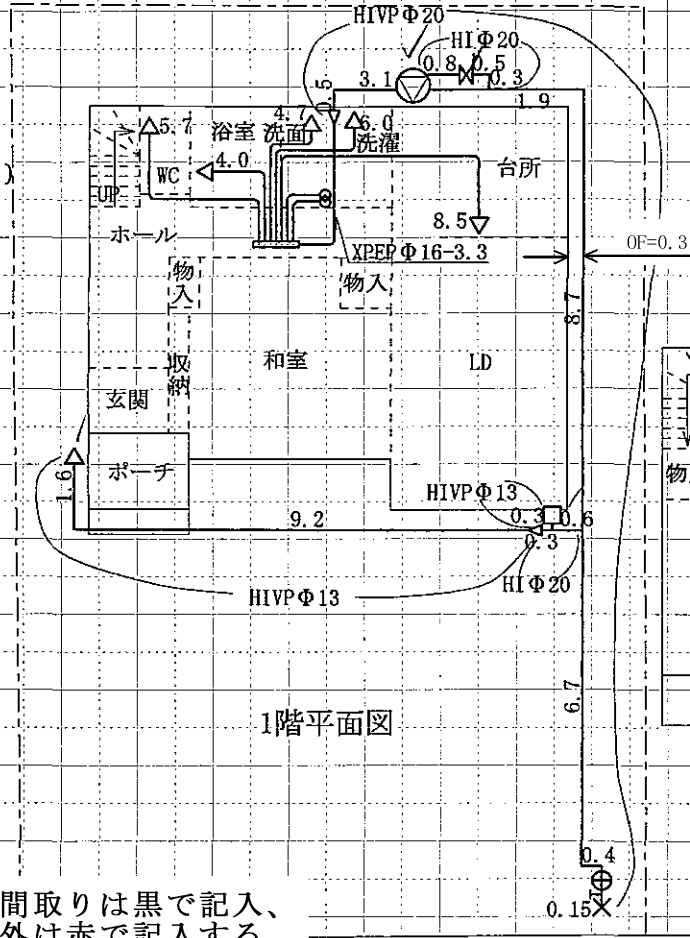 HIVPΦ20
HIΦ20
0.8
0.5
0.3
3.1
1.9
0.5
5.7
浴室
洗面
4.7
6.0
洗濯
WC
4.0
台所
UP
ホール
8.5
XPEPΦ16-3.3
OF=0.3
物入
物入
8.7
収納
和室
LD
玄関
物
ポーチ
1.6
HIVPΦ13
9.2
0.3
0.6
0.3
HIΦ20
HIVPΦ13
6.7
1階平面図
0.4
0.15
間取りは黒で記入、
外は赤で記入する